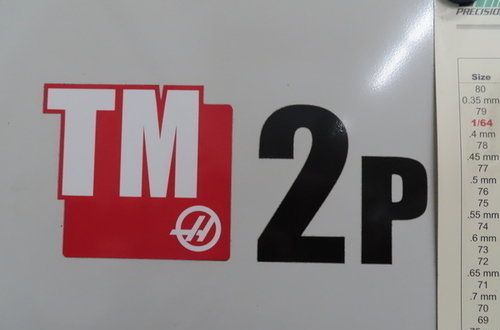 TM 2P
PRECISION
Size
80
0.35 mm
79
1/64
.4 mm
78
.45 mm
77
.5 mm
76
75
.55 mm
74
.6 mm
73
72
.65 mm
71
.7 mm
70
69